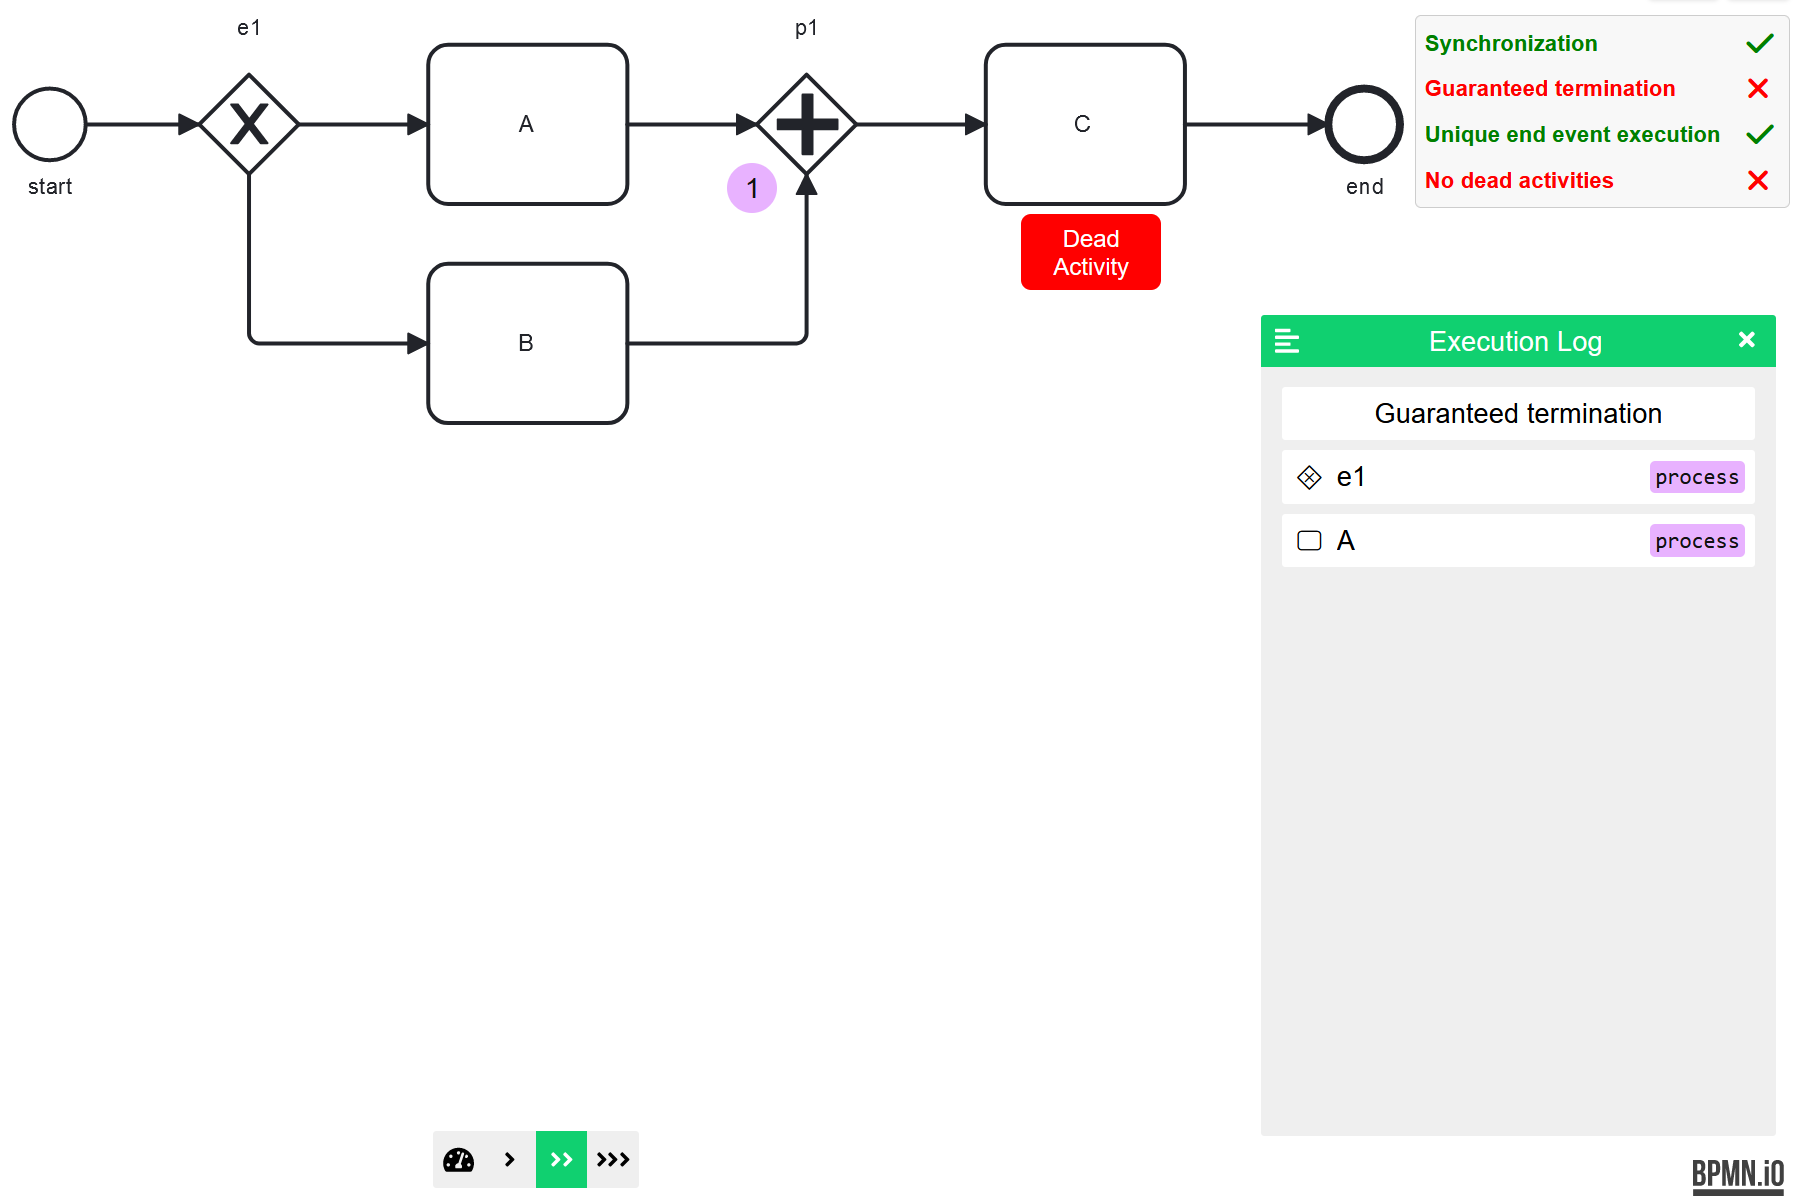 e1
p1
start
A
1
C
end
B
Dead
Activity
Synchronization
Guaranteed termination
Unique end event execution
No dead activities
Execution Log
Guaranteed termination
e1 process
A process
BPMN.iO